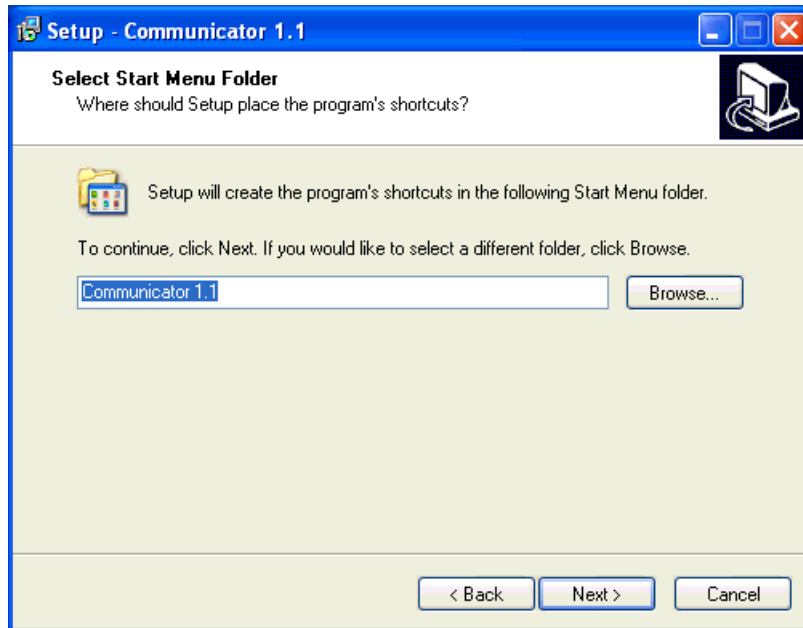 Setup - Communicator 1.1
Select Start Menu Folder
Where should Setup place the program's shortcuts?
Setup will create the program's shortcuts in the following Start Menu folder.
To continue, click Next. If you would like to select a different folder, click Browse.
Communicator 1.1
Browse...
< Back
Next >
Cancel